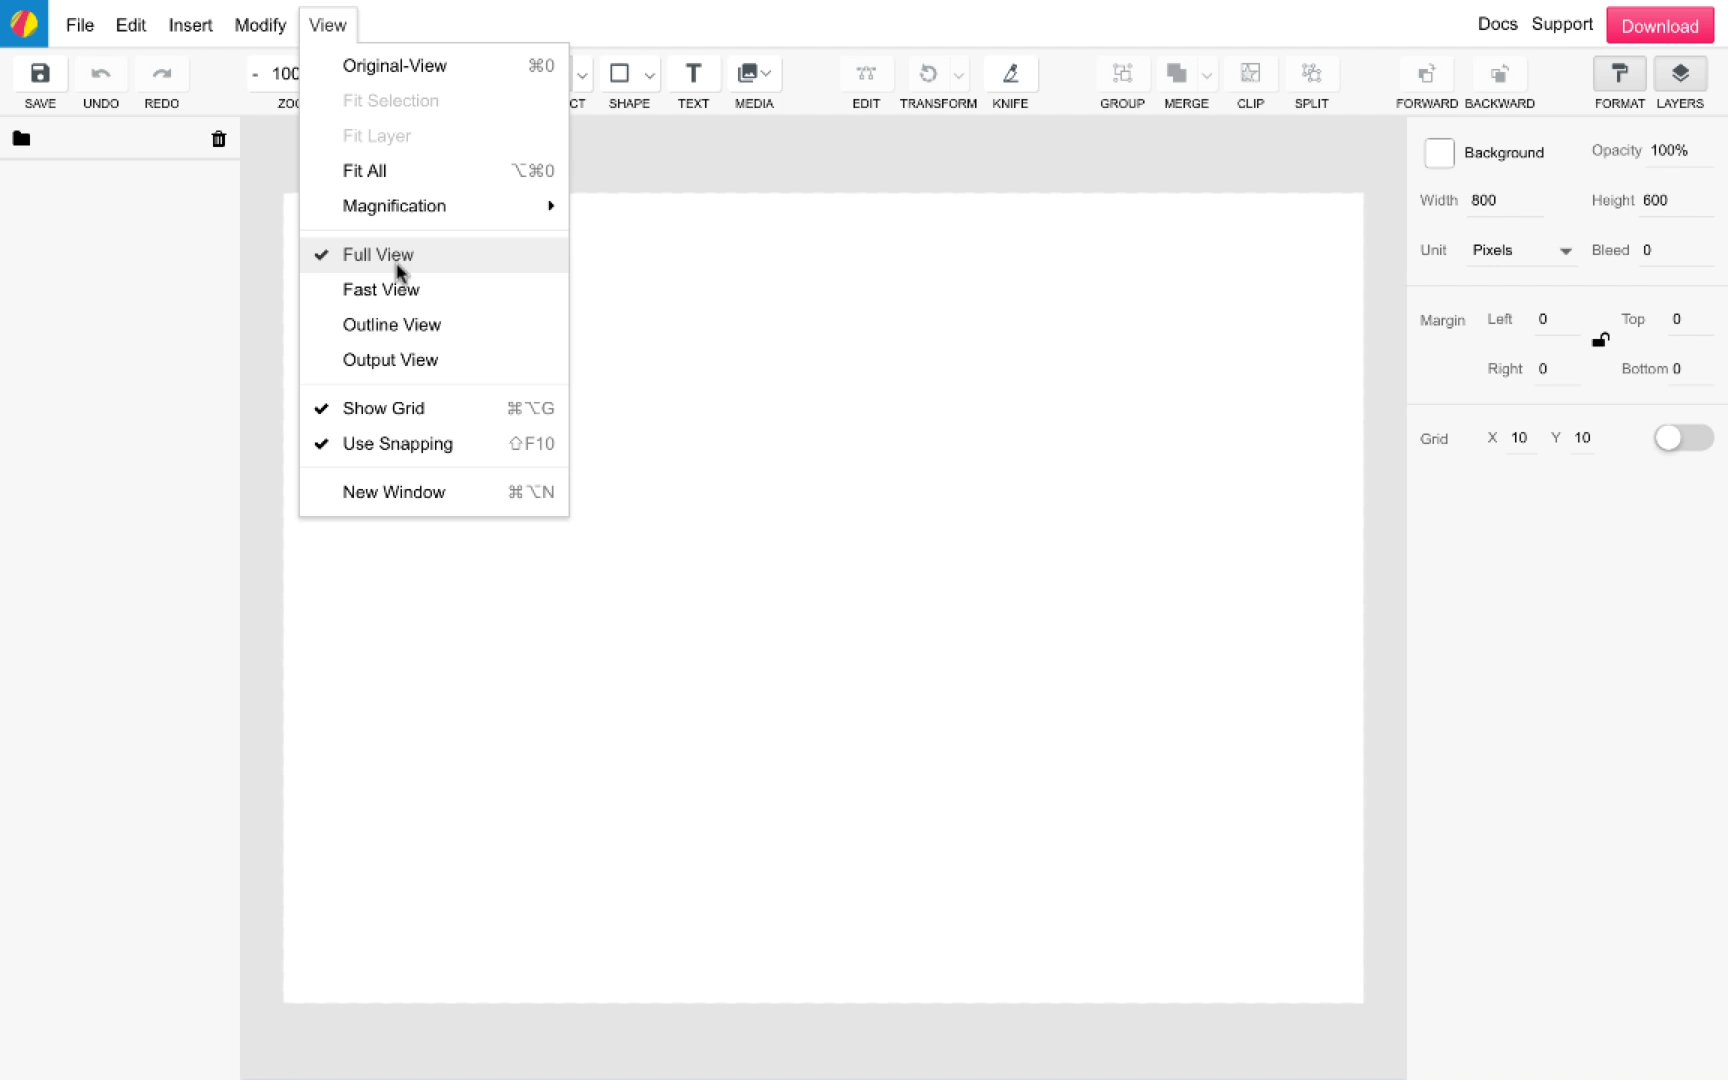 File Edit Insert Modify View
Docs Support Download
- 100
SAVE UNDO REDO
SHAPE TEXT MEDIA EDIT TRANSFORM KNIFE GROUP MERGE CLIP SPLIT FORWARD BACKWARD FORMAT LAYERS
Original-View ⌘0
Fit Selection
Fit Layer
Fit All ⌥⌘0
Magnification
Full View
Fast View
Outline View
Output View
Show Grid ⌘⌥G
Use Snapping ⇧F10
New Window ⌘⌥N
Background Opacity 100%
Width 800 Height 600
Unit Pixels Bleed 0
Margin Left 0 Top 0
Right 0 Bottom 0
Grid X 10 Y 10